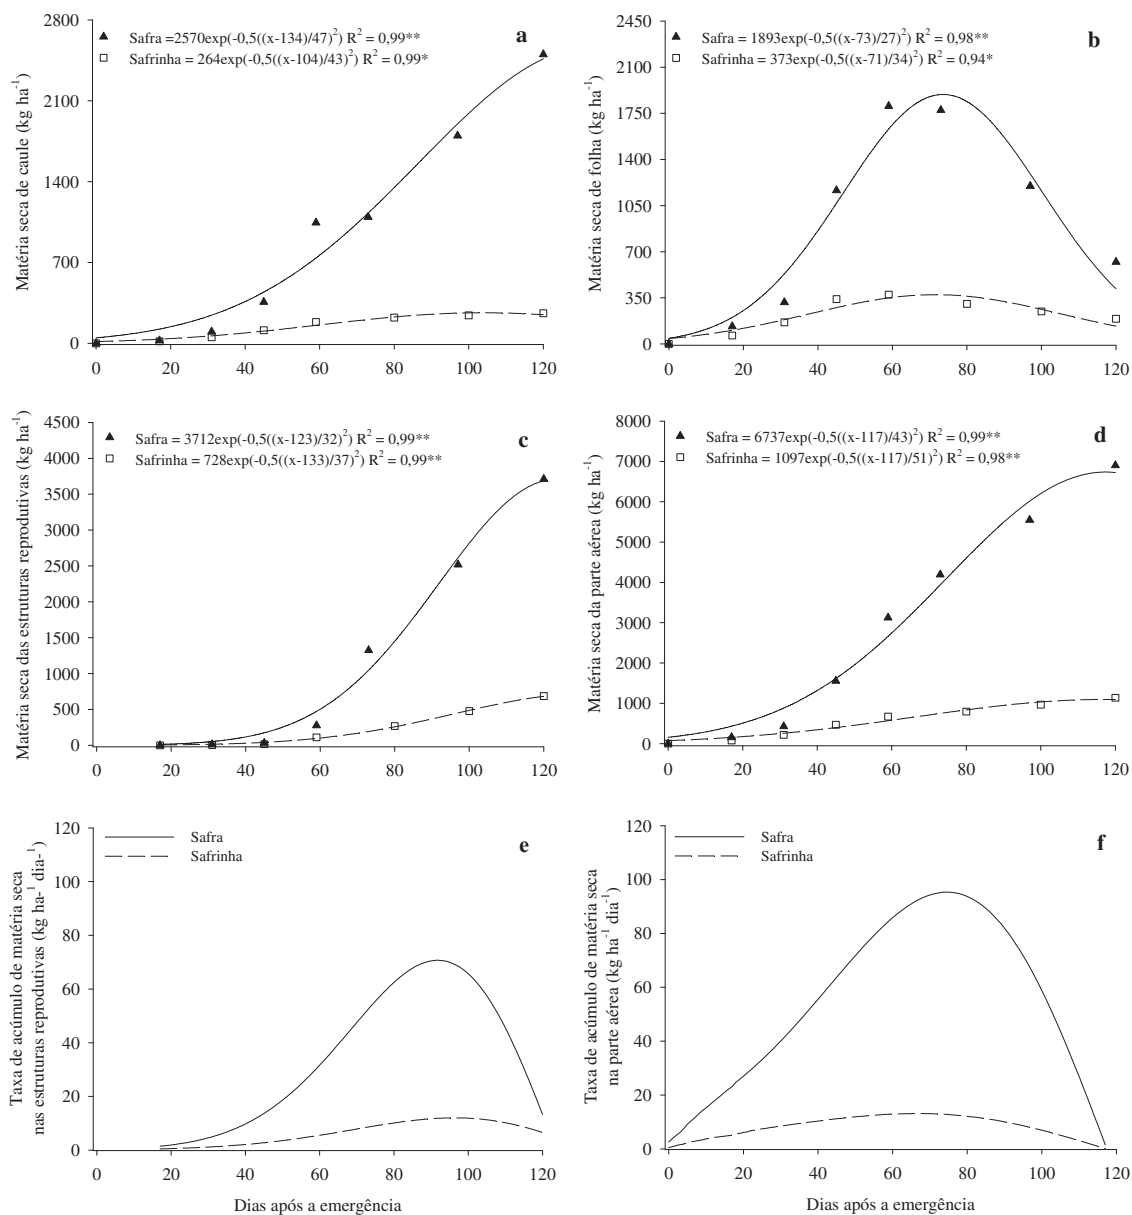 a
Safra =2570exp(-0,5((x-134)/47)²) R² = 0,99**
Safrinha = 264exp(-0,5((x-104)/43)²) R² = 0,99*
Matéria seca de caule (kg ha⁻¹)
2800
2100
1400
700
0
0 20 40 60 80 100 120
b
Safra = 1893exp(-0,5((x-73)/27)²) R² = 0,98**
Safrinha = 373exp(-0,5((x-71)/34)²) R² = 0,94*
Matéria seca de folha (kg ha⁻¹)
2450
2100
1750
1400
1050
700
350
0
0 20 40 60 80 100 120
c
Safra = 3712exp(-0,5((x-123)/32)²) R² = 0,99**
Safrinha = 728exp(-0,5((x-133)/37)²) R² = 0,99**
Matéria seca das estruturas reprodutivas (kg ha⁻¹)
4500
4000
3500
3000
2500
2000
1500
1000
500
0
0 20 40 60 80 100 120
d
Safra = 6737exp(-0,5((x-117)/43)²) R² = 0,99**
Safrinha = 1097exp(-0,5((x-117)/51)²) R² = 0,98**
Matéria seca da parte aérea (kg ha⁻¹)
8000
7000
6000
5000
4000
3000
2000
1000
0
0 20 40 60 80 100 120
e
Safra
Safrinha
Taxa de acúmulo de matéria seca
nas estruturas reprodutivas (kg ha-¹ dia-¹)
120
100
80
60
40
20
0
0 20 40 60 80 100 120
Dias após a emergência
f
Safra
Safrinha
Taxa de acúmulo de matéria seca
na parte aérea (kg ha⁻¹ dia⁻¹)
120
100
80
60
40
20
0
0 20 40 60 80 100 120
Dias após a emergência